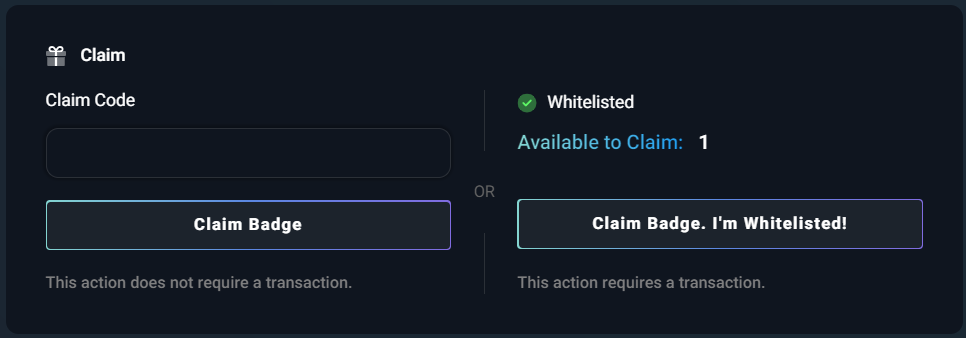 Claim
Claim Code
Claim Badge
This action does not require a transaction.
OR
Whitelisted
Available to Claim: 1
Claim Badge. I'm Whitelisted!
This action requires a transaction.